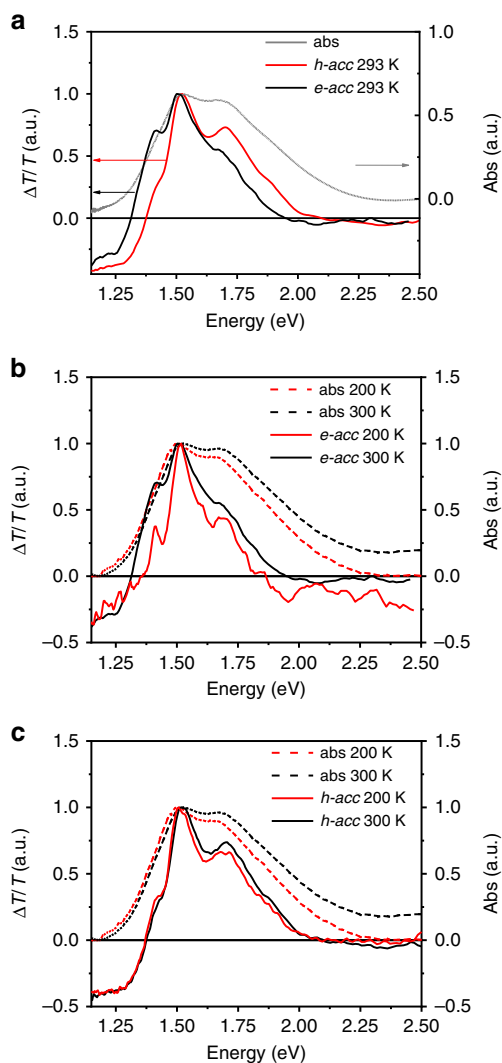 a
1.5
1.0
0.5
0.0
ΔT/T (a.u.)
abs
h-acc 293 K
e-acc 293 K
1.0
0.5
0.0
Abs (a.u.)
1.25 1.50 1.75 2.00 2.25 2.50
Energy (eV)
b
1.5
1.0
0.5
0.0
−0.5
ΔT/T (a.u.)
abs 200 K
abs 300 K
e-acc 200 K
e-acc 300 K
1.5
1.0
0.5
0.0
−0.5
Abs (a.u.)
1.25 1.50 1.75 2.00 2.25 2.50
Energy (eV)
c
1.5
1.0
0.5
0.0
−0.5
ΔT/T (a.u.)
abs 200 K
abs 300 K
h-acc 200 K
h-acc 300 K
1.5
1.0
0.5
0.0
−0.5
Abs (a.u.)
1.25 1.50 1.75 2.00 2.25 2.50
Energy (eV)